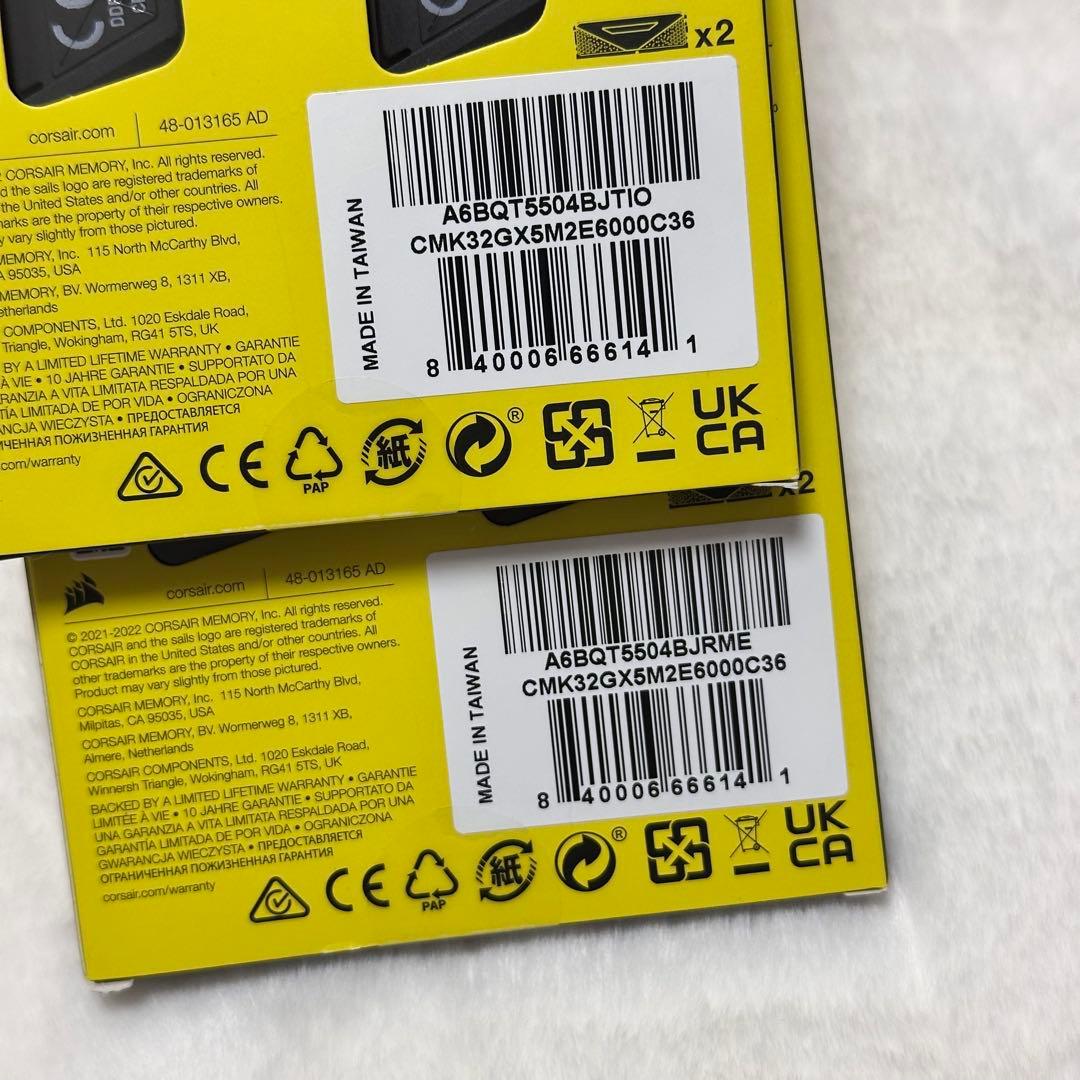 x2
corsair.com
48-013165 AD
CORSAIR MEMORY, Inc. All rights reserved.
d the sails logo are registered trademarks of
the United States and/or other countries. All
arks are the property of their respective owners.
y vary slightly from those pictured.
MEMORY, Inc. 115 North McCarthy Blvd,
A 95035, USA
MEMORY, BV. Wormerweg 8, 1311 XB,
etherlands
COMPONENTS, Ltd. 1020 Eskdale Road,
Triangle, Wokingham, RG41 5TS, UK
BY A LIMITED LIFETIME WARRANTY • GARANTIE
À VIE • 10 JAHRE GARANTIE • SUPPORTATO DA
RANZIA A VITA LIMITATA RESPALDADA POR UNA
TÍA LIMITADA DE POR VIDA • OGRANICZONA
NCJA WIECZYSTA • ПРЕДОСТАВЛЯЕТСЯ
ИЧЕННАЯ ПОЖИЗНЕННАЯ ГАРАНТИЯ
com/warranty
MADE IN TAIWAN
A6BQT5504BJTIO
CMK32GX5M2E6000C36
8 40006 66614 1
CE
PAP
紙
®
UK
CA
x2
corsair.com
48-013165 AD
© 2021-2022 CORSAIR MEMORY, Inc. All rights reserved.
CORSAIR and the sails logo are registered trademarks of
CORSAIR in the United States and/or other countries. All
other trademarks are the property of their respective owners.
Product may vary slightly from those pictured.
CORSAIR MEMORY, Inc. 115 North McCarthy Blvd,
Milpitas, CA 95035, USA
CORSAIR MEMORY, BV. Wormerweg 8, 1311 XB,
Almere, Netherlands
CORSAIR COMPONENTS, Ltd. 1020 Eskdale Road,
Winnersh Triangle, Wokingham, RG41 5TS, UK
BACKED BY A LIMITED LIFETIME WARRANTY • GARANTIE
LIMITÉE À VIE • 10 JAHRE GARANTIE • SUPPORTATO DA
UNA GARANZIA A VITA LIMITATA RESPALDADA POR UNA
GARANTÍA LIMITADA DE POR VIDA • OGRANICZONA
GWARANCJA WIECZYSTA • ПРЕДОСТАВЛЯЕТСЯ
ОГРАНИЧЕННАЯ ПОЖИЗНЕННАЯ ГАРАНТИЯ
corsair.com/warranty
MADE IN TAIWAN
A6BQT5504BJRME
CMK32GX5M2E6000C36
8 40006 66614 1
CE
PAP
紙
®
UK
CA